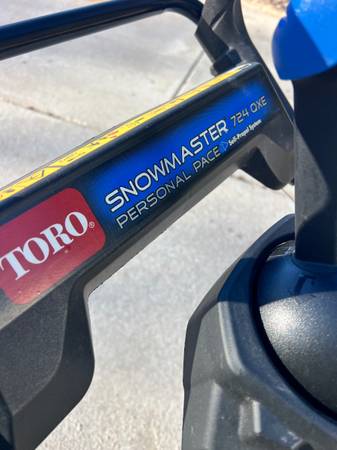 TORO®
SNOWMASTER 724 QXE
PERSONAL PACE Self-Propel System